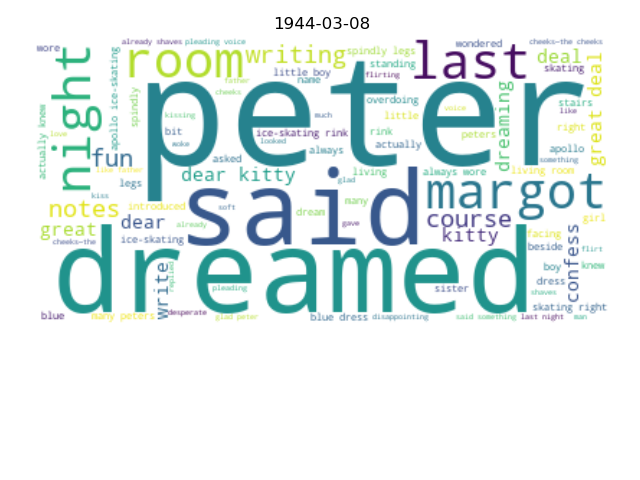 1944-03-08
more
already shaves
pleading voice
spindly legs
wondered
cheeks—the cheeks
night
apollo ice-skating
room
writing
standing
last
deal
skating
little boy
name
flirting
father
cheeks
stairs
like
great deal
spindly
peter
overdoing
dreaming
actually knew
kissing
much
voice
little
love
bit
ice-skating rink
rink
peters
right
woke
looked
always
actually
apollo
fun
asked
something
like father
dear kitty
living
always more
living room
legs
glad
kiss
said
margot
notes
introduced
soft
dream
many
course
girl
great
dear
already
gave
kitty
facing
confess
cheeks—the
ice-skating
beside
flirt
dreamed
write
replied
boy
knew
sister
dress
pleading
shaves
skating right
blue
many peters
desperate
glad peter
blue dress
disappointing
said something
last night
man